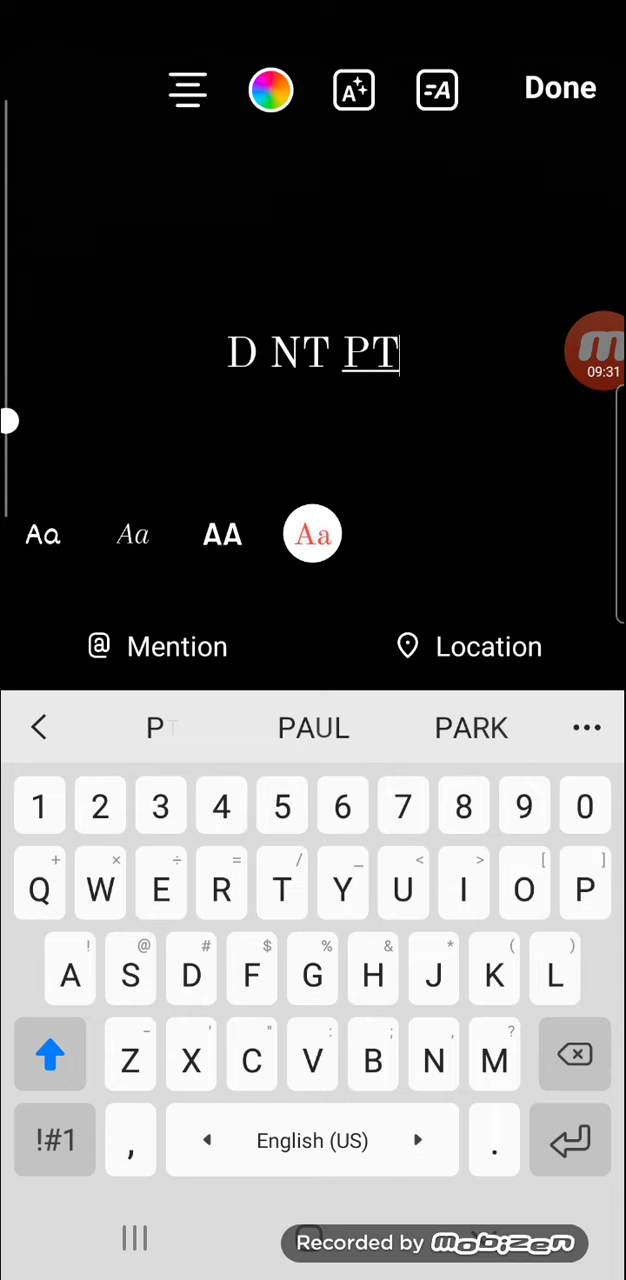 Done
D NT PT
09:31
Aa Aa AA Aa
Mention Location
PT PAUL PARK
1 2 3 4 5 6 7 8 9 0
+ × ÷ = / _ < > [ ]
Q W E R T Y U I O P
! @ # $ % & * ( )
A S D F G H J K L
- ' " : ; , ?
Z X C V B N M
!#1 , English (US) .
Recorded by mobizen